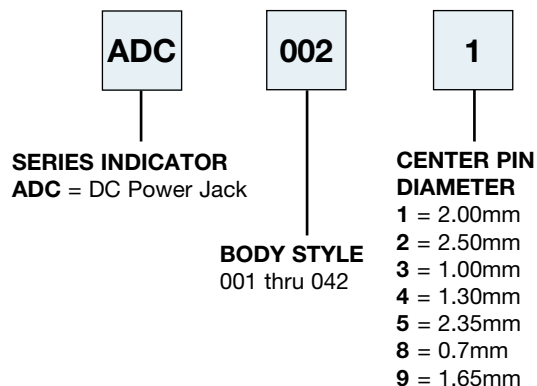 ADC 002 1
SERIES INDICATOR
ADC = DC Power Jack
BODY STYLE
001 thru 042
CENTER PIN
DIAMETER
1 = 2.00mm
2 = 2.50mm
3 = 1.00mm
4 = 1.30mm
5 = 2.35mm
8 = 0.7mm
9 = 1.65mm